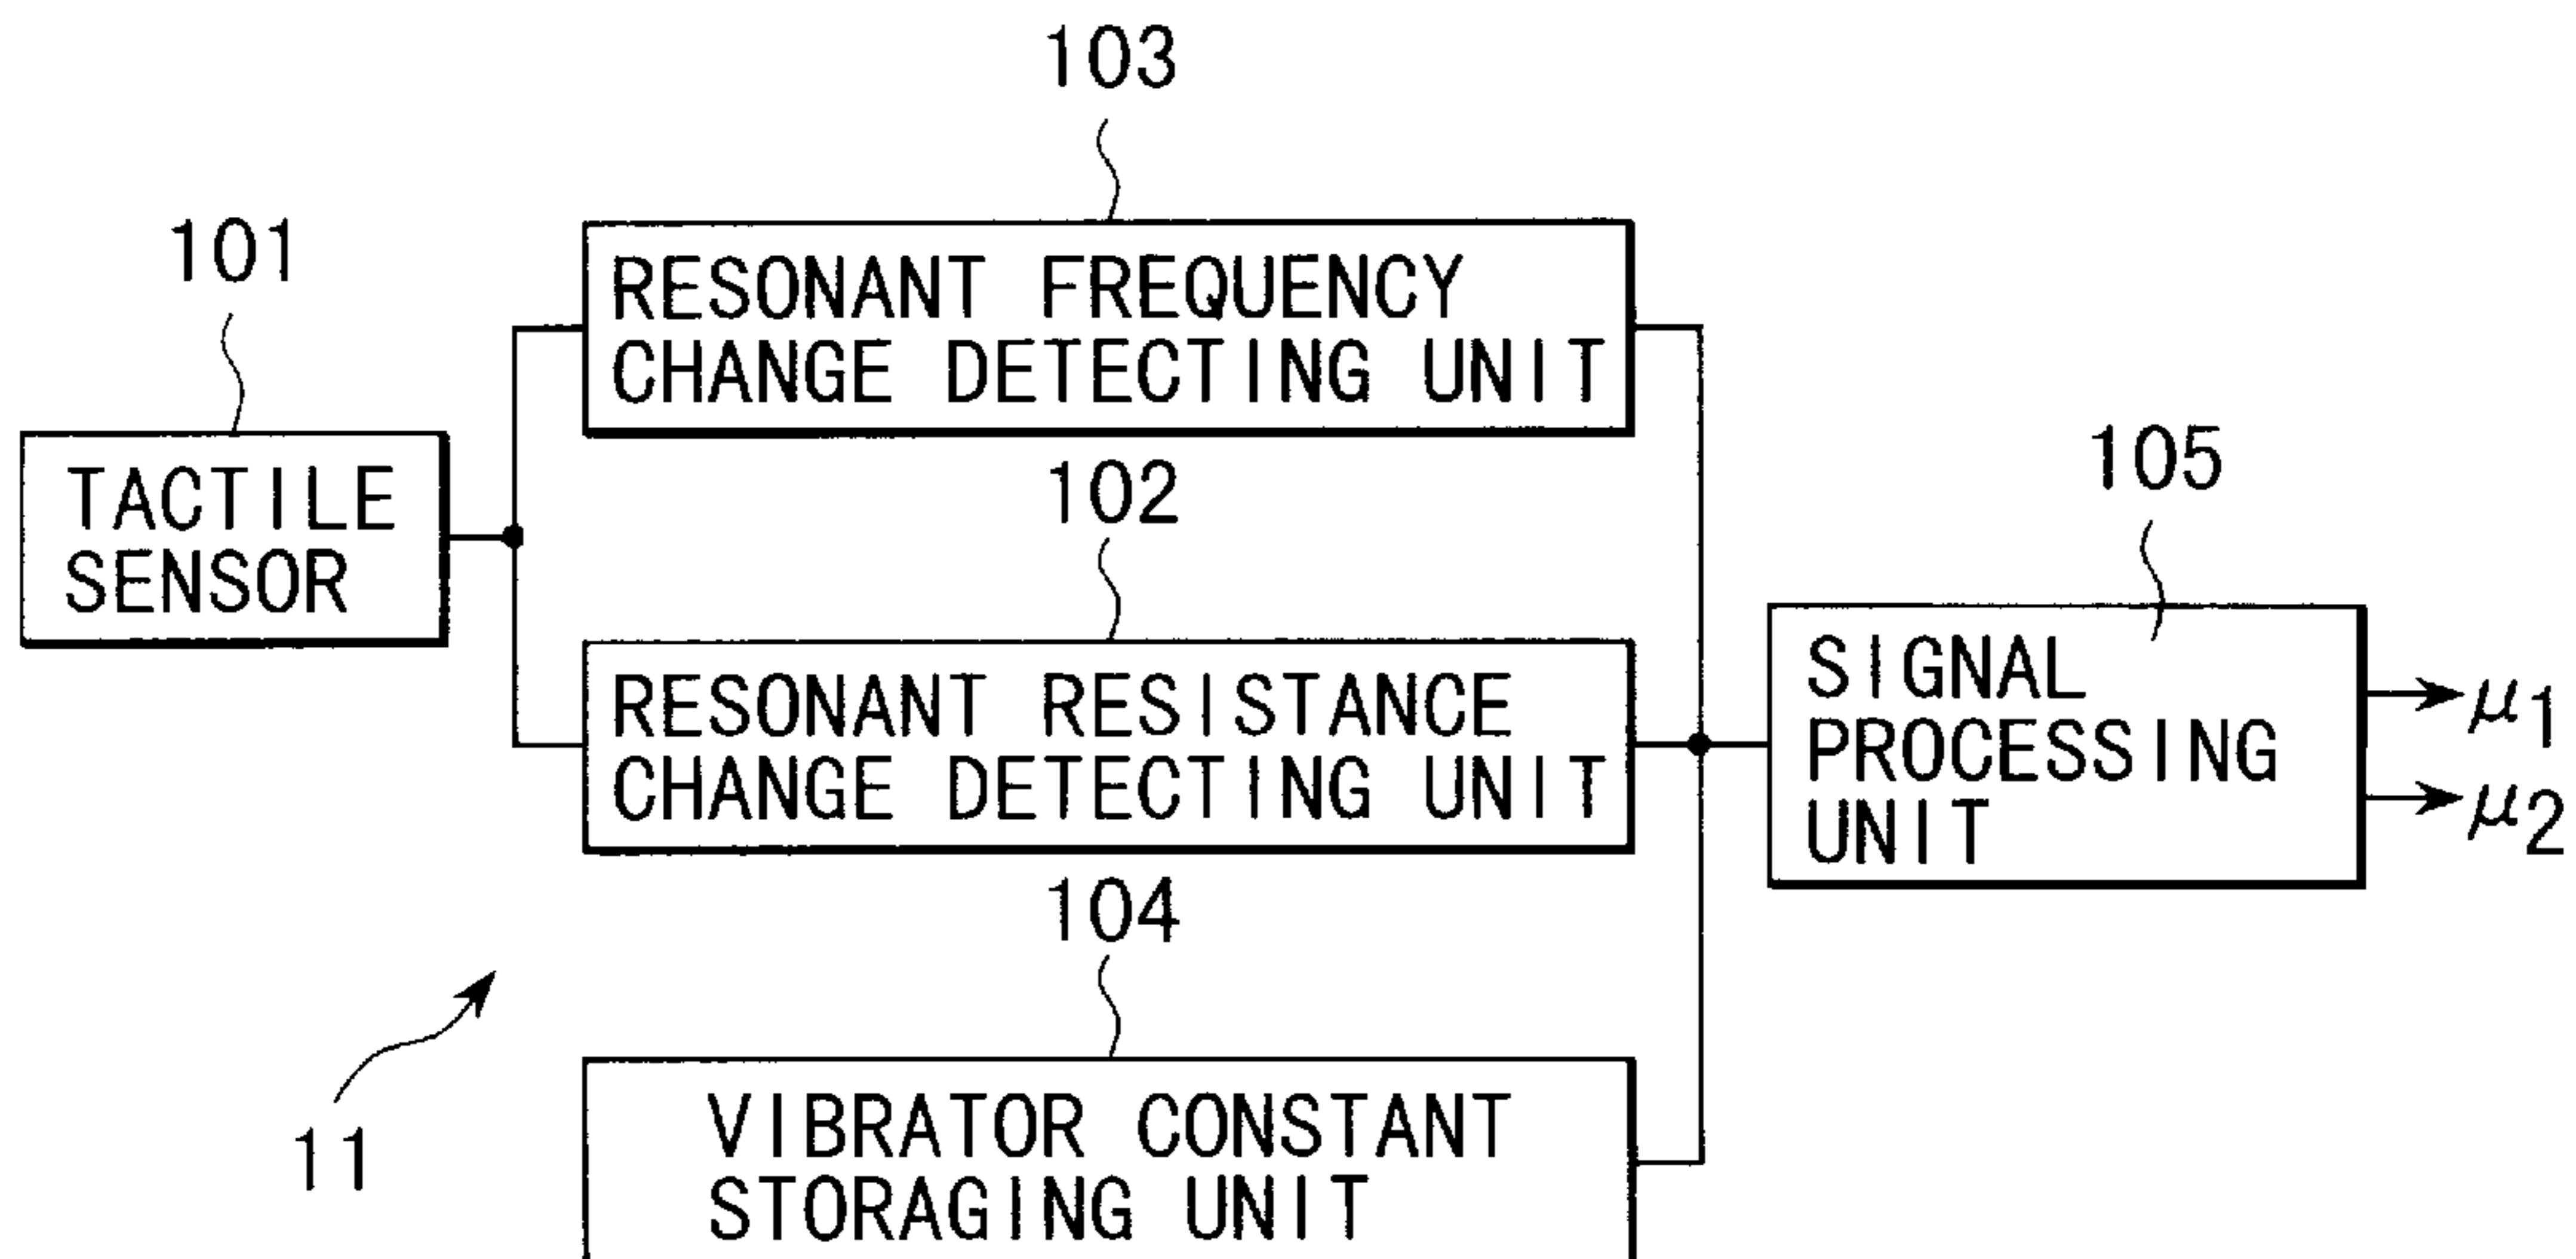 103
101
RESONANT FREQUENCY
CHANGE DETECTING UNIT
TACTILE
SENSOR
102
105
RESONANT RESISTANCE
CHANGE DETECTING UNIT
SIGNAL
PROCESSING
UNIT
μ1
μ2
104
11
VIBRATOR CONSTANT
STORAGING UNIT